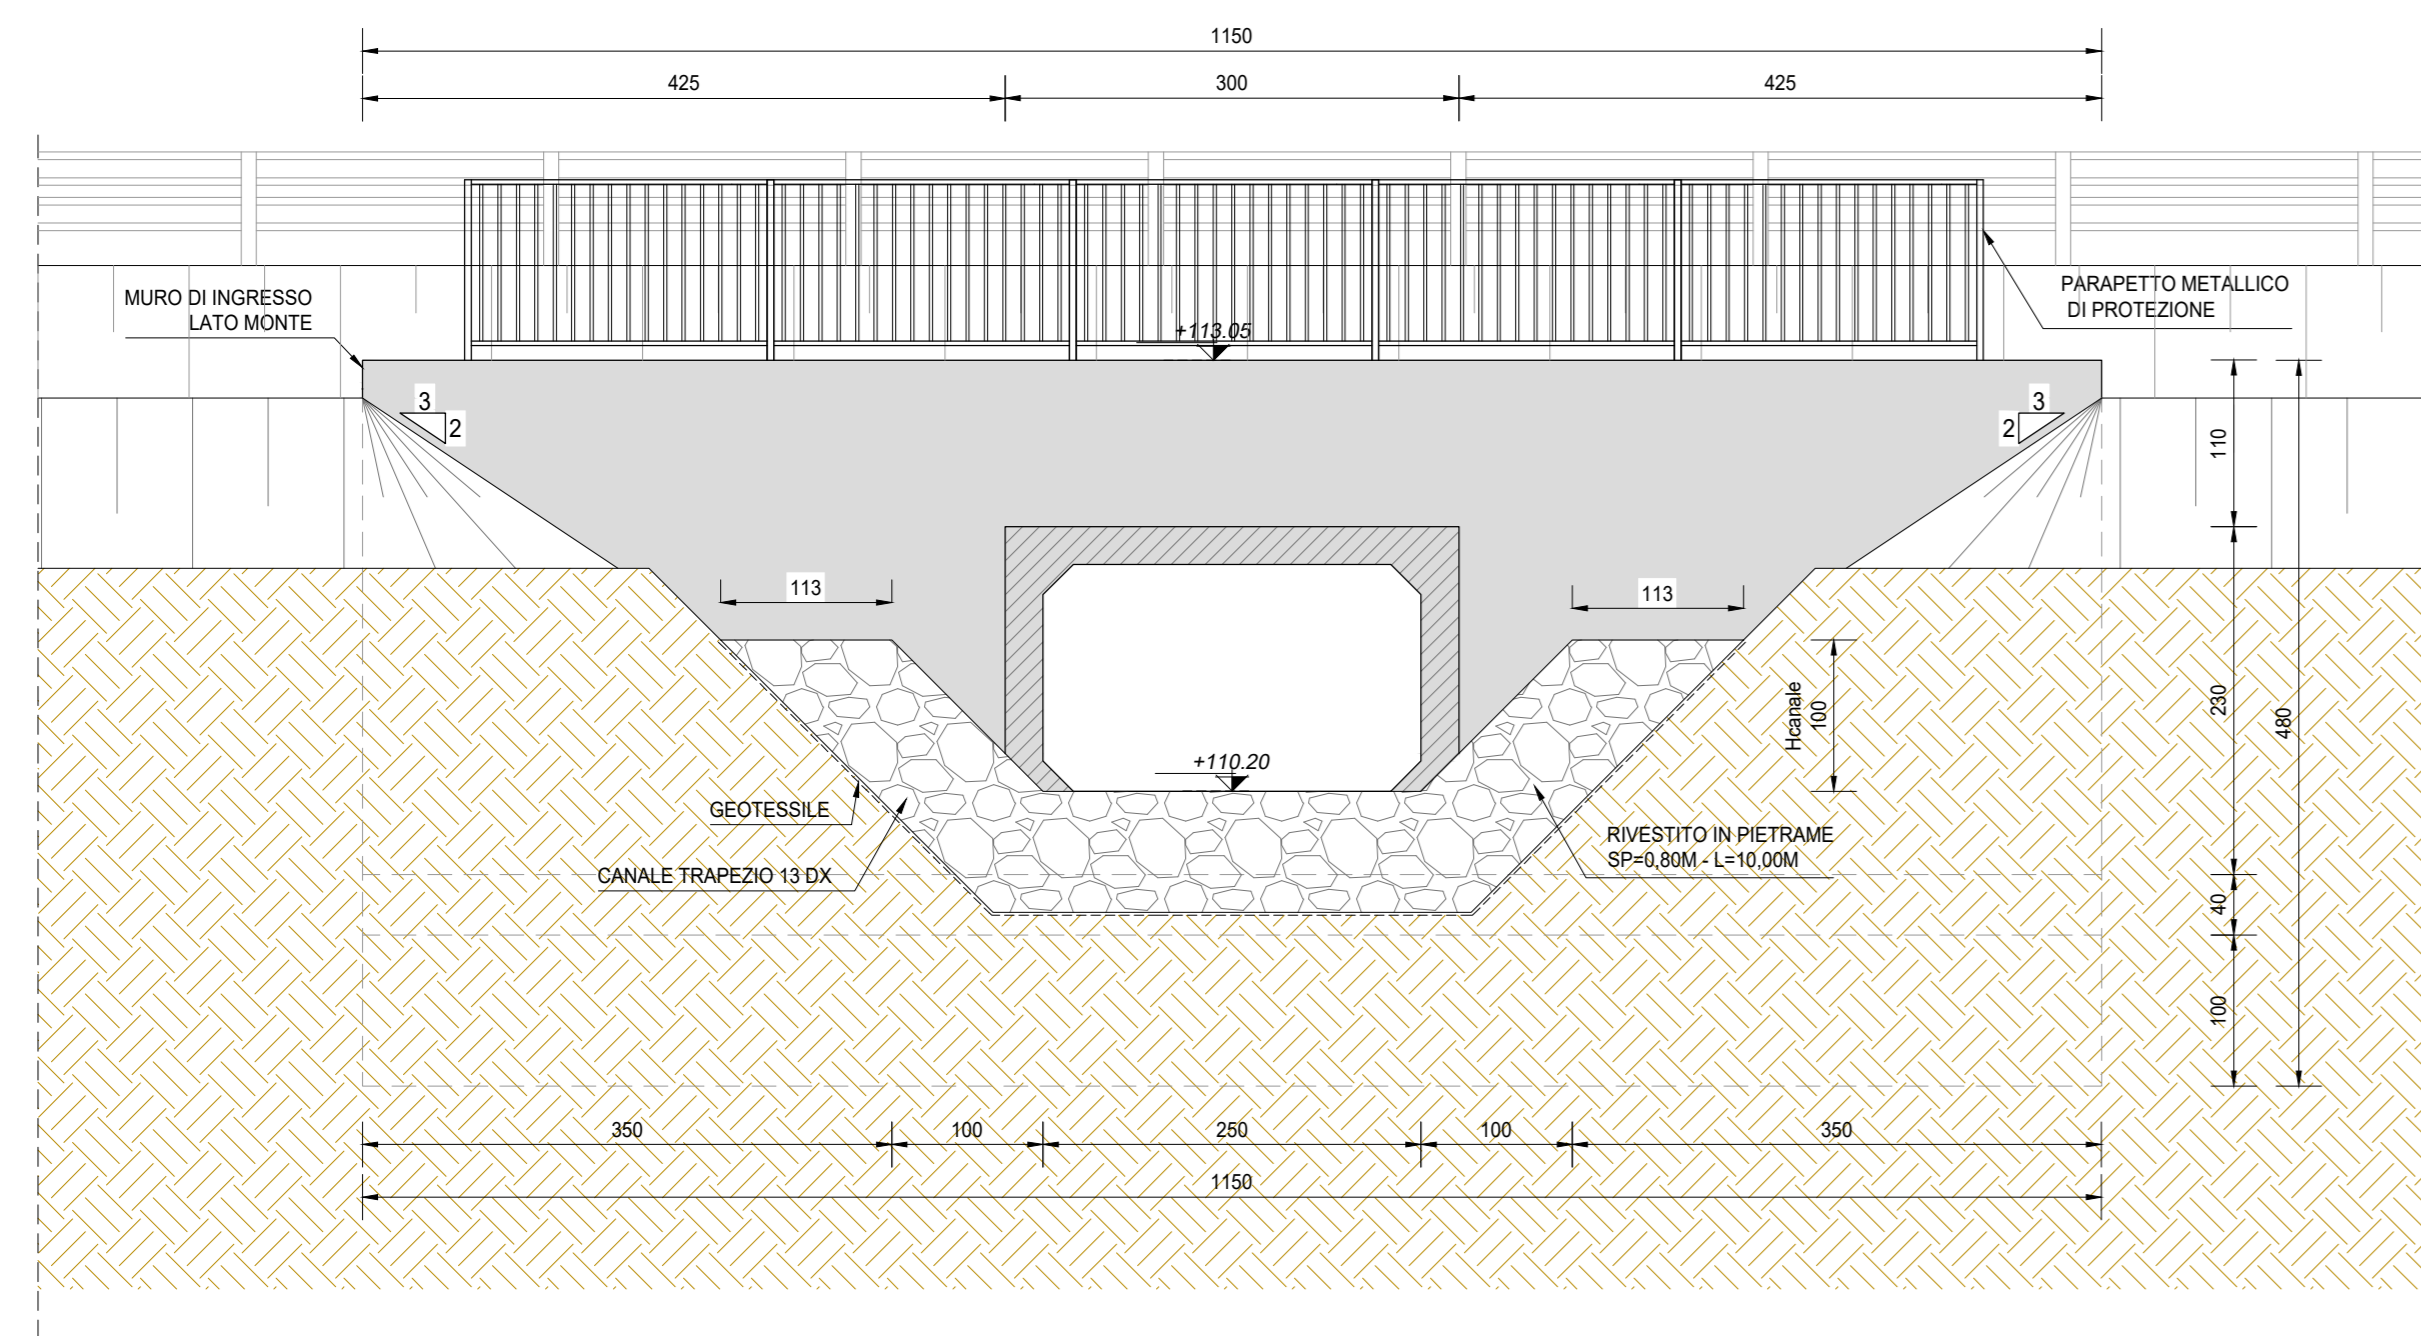 1150
425
300
425
MURO DI INGRESSO
LATO MONTE
PARAPETTO METALLICO
DI PROTEZIONE
+113.05
3
2
3
2
110
113
113
230
480
Hcanale
100
+110.20
GEOTESSILE
CANALE TRAPEZIO 13 DX
RIVESTITO IN PIETRAME
SP=0,80M - L=10,00M
40
100
350
100
250
100
350
1150